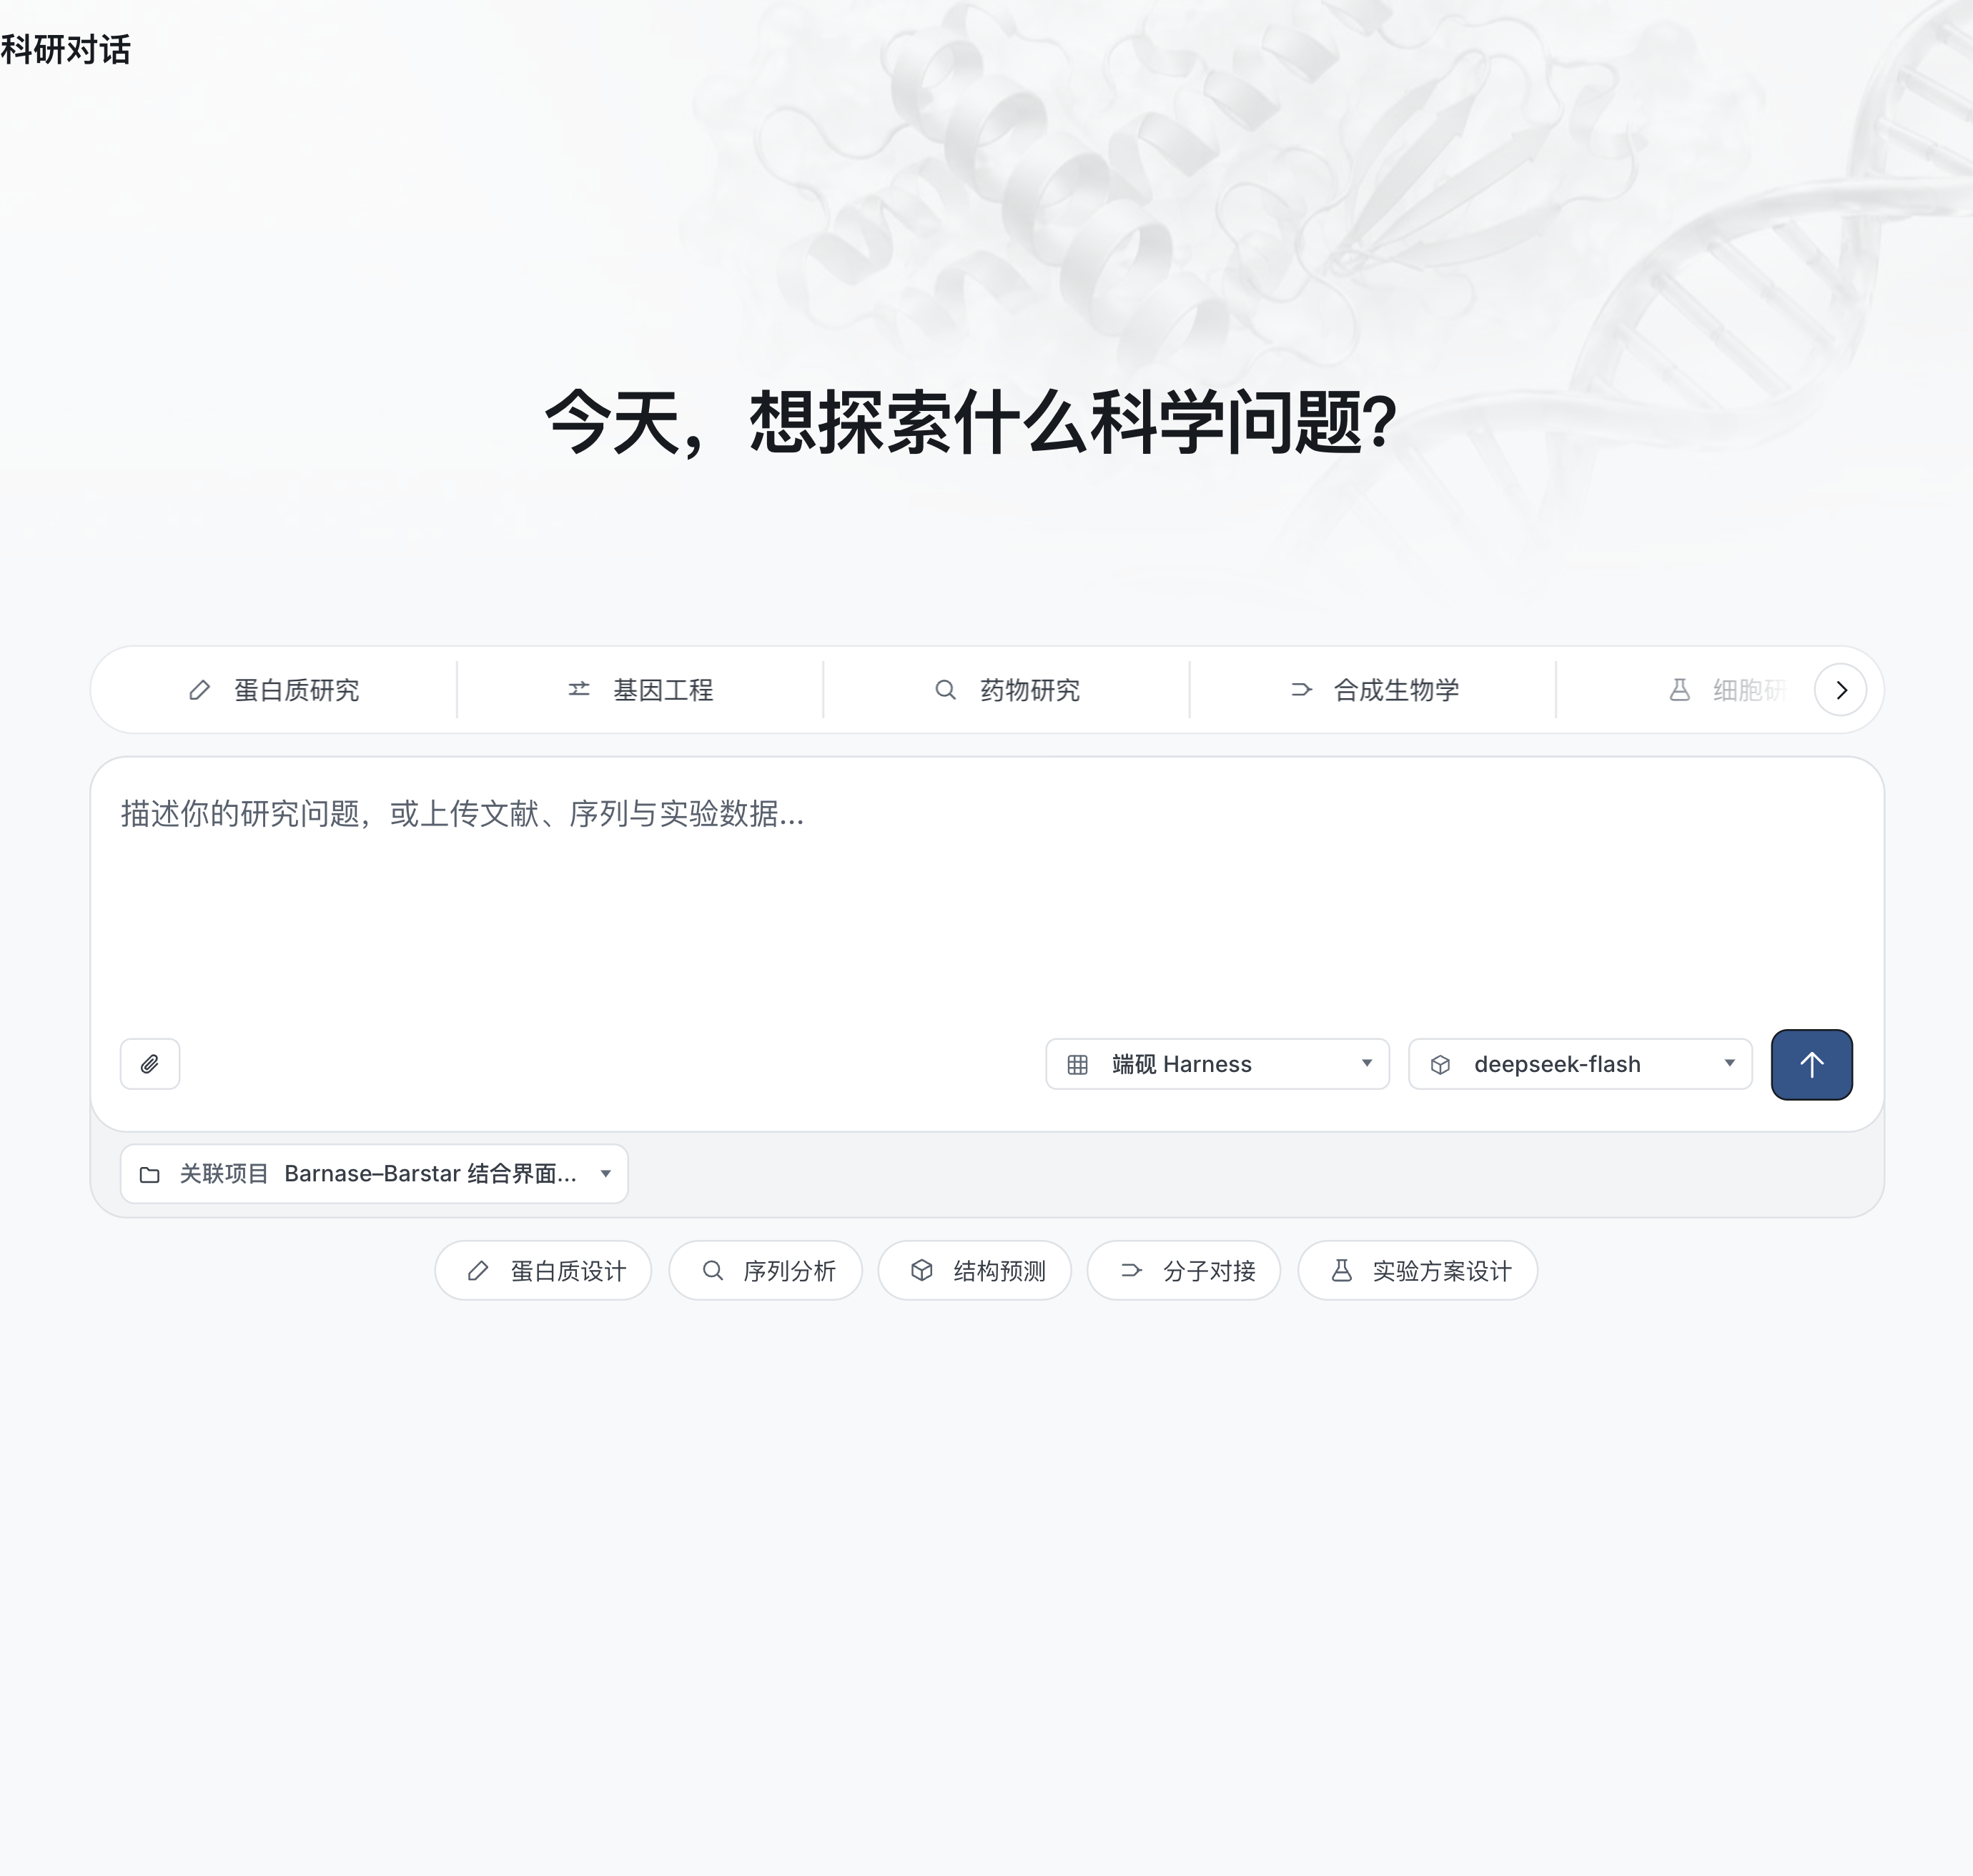 科研对话
今天，想探索什么科学问题?
蛋白质研究 基因工程 药物研究 合成生物学 细胞研
描述你的研究问题，或上传文献、序列与实验数据...
端砚 Harness deepseek-flash
关联项目 Barnase–Barstar 结合界面...
蛋白质设计 序列分析 结构预测 分子对接 实验方案设计